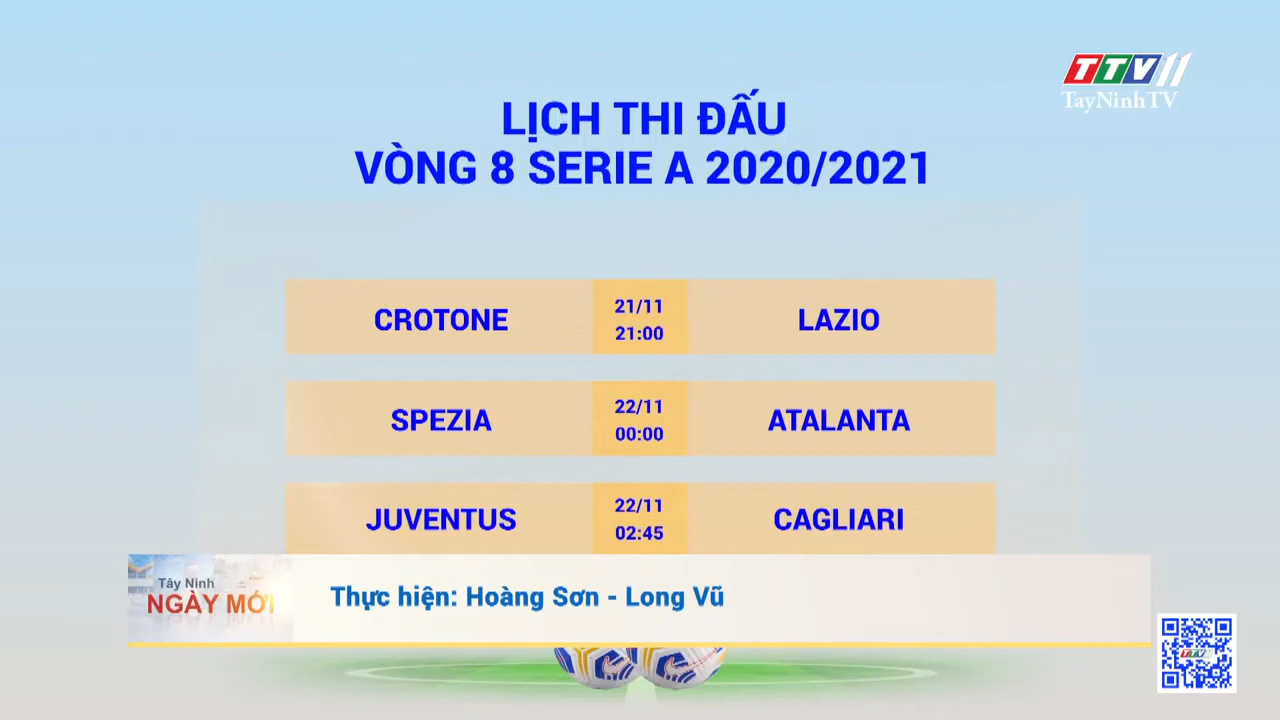 TTV11
TayNinhTV
LỊCH THI ĐẤU
VÒNG 8 SERIE A 2020/2021
CROTONE 21/11 21:00 LAZIO
SPEZIA 22/11 00:00 ATALANTA
JUVENTUS 22/11 02:45 CAGLIARI
Tây Ninh
NGÀY MỚI
Thực hiện: Hoàng Sơn - Long Vũ
TTV